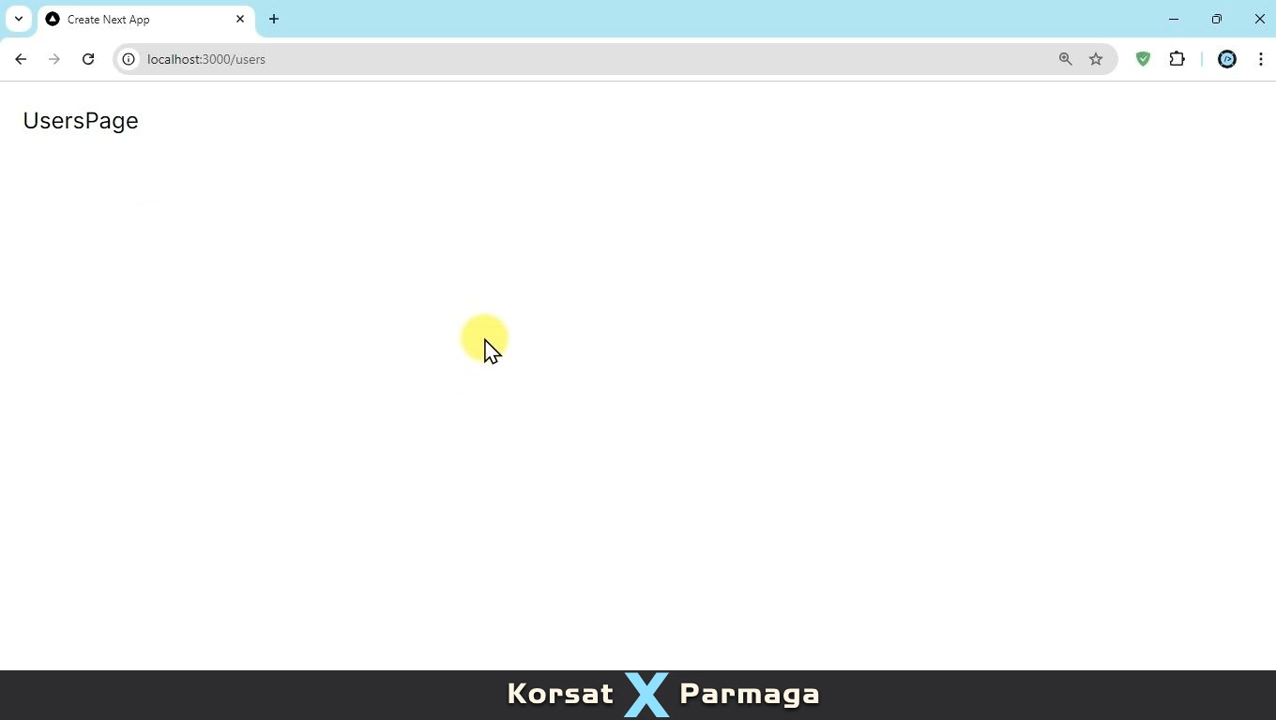 Create Next App
localhost:3000/users
UsersPage
Korsat X Parmaga